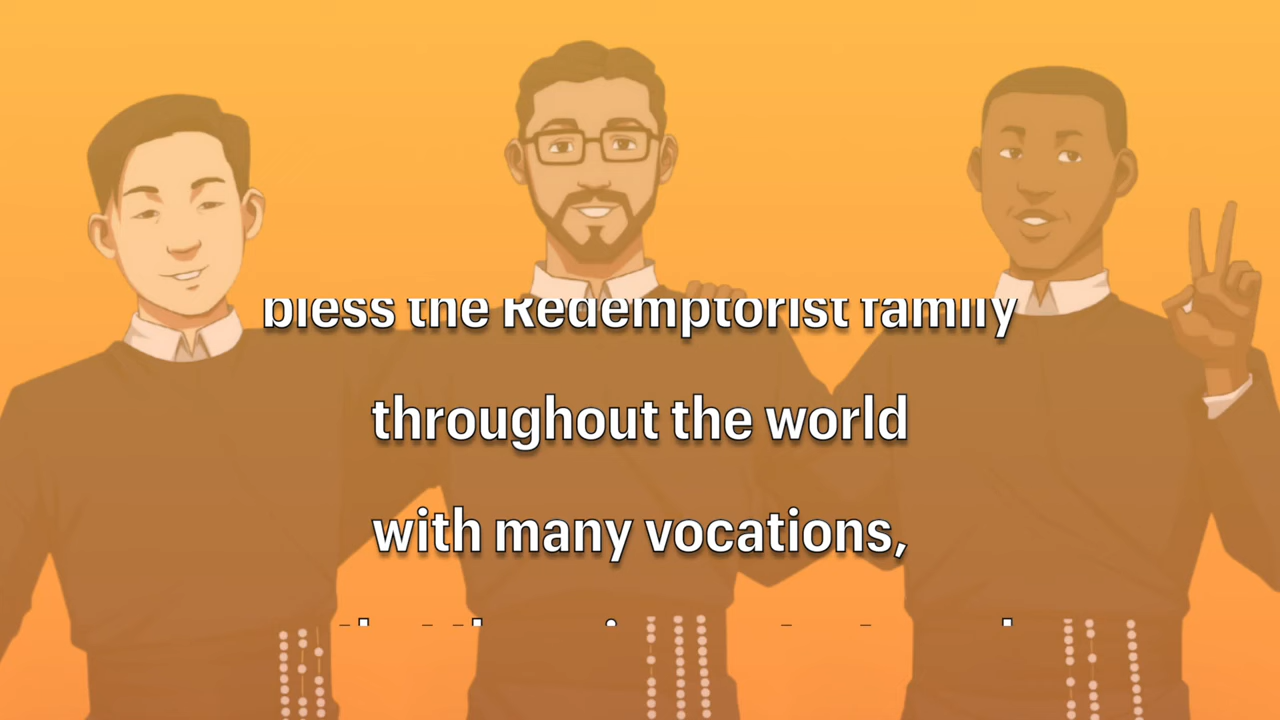 bless the Redemptorist family
throughout the world
with many vocations,